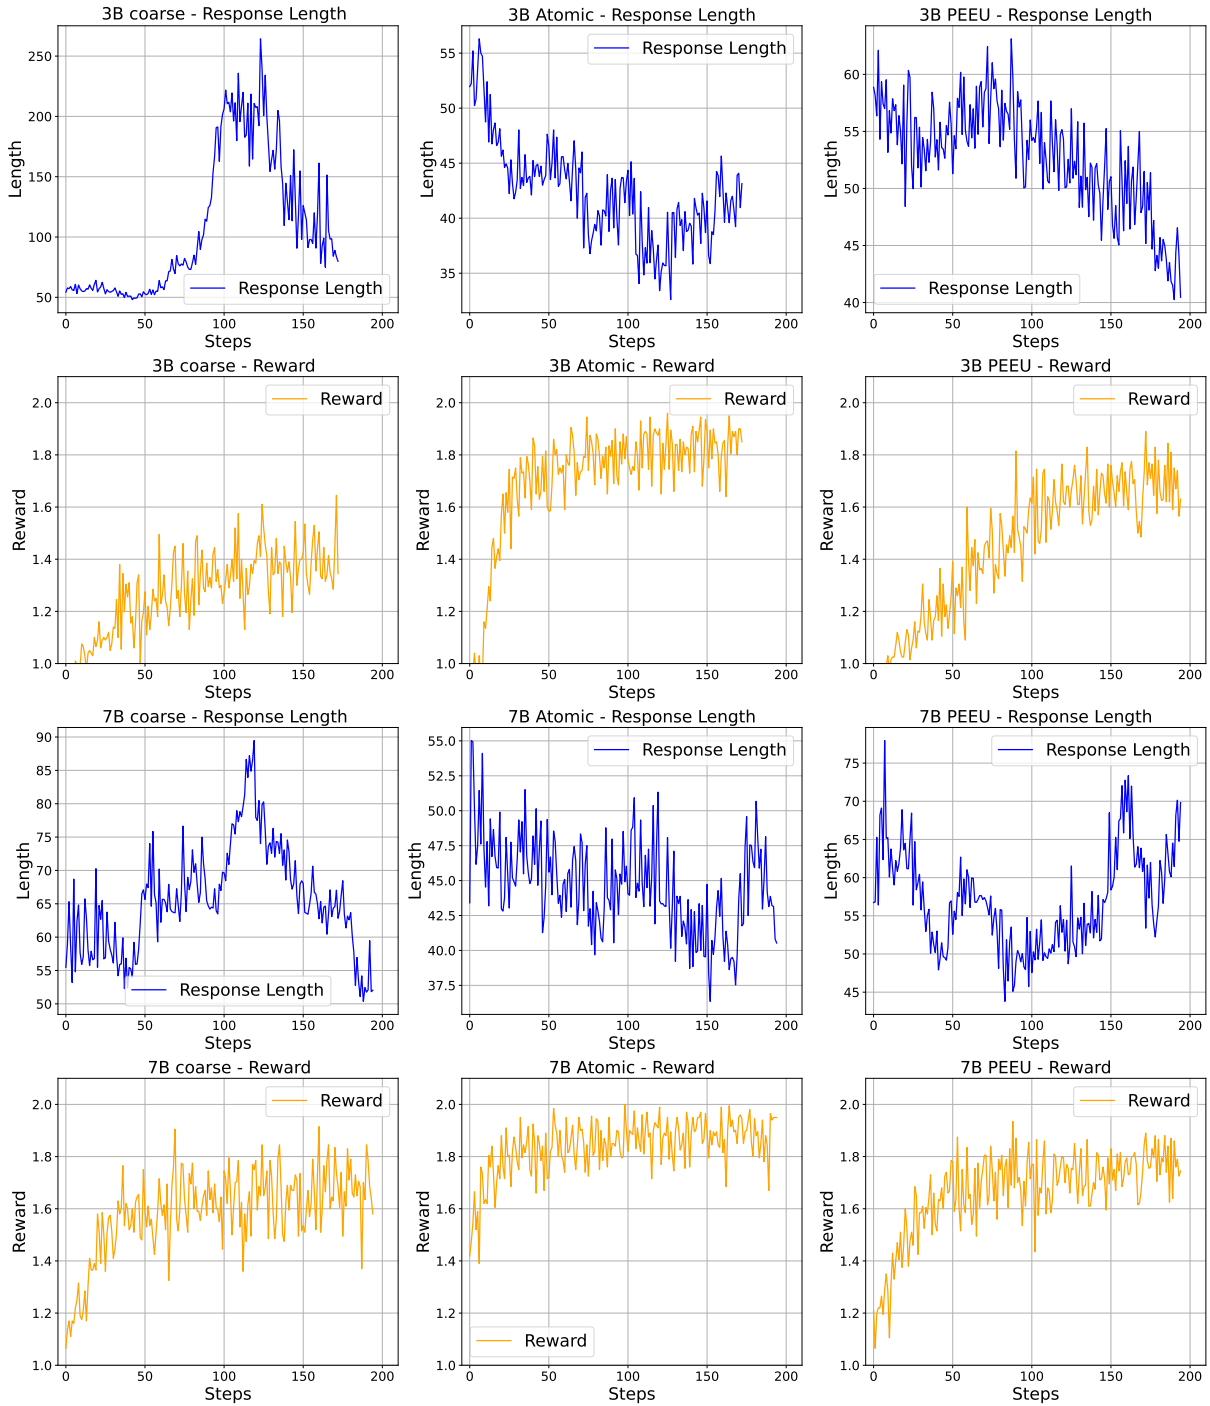 3B coarse - Response Length
250
200
150
100
50
Length
Response Length
0 50 100 150 200
Steps
3B Atomic - Response Length
55
50
45
40
35
Length
Response Length
0 50 100 150 200
Steps
3B PEEU - Response Length
60
55
50
45
40
Length
Response Length
0 50 100 150 200
Steps
3B coarse - Reward
2.0
1.8
1.6
1.4
1.2
1.0
Reward
Reward
0 50 100 150 200
Steps
3B Atomic - Reward
2.0
1.8
1.6
1.4
1.2
1.0
Reward
Reward
0 50 100 150 200
Steps
3B PEEU - Reward
2.0
1.8
1.6
1.4
1.2
1.0
Reward
Reward
0 50 100 150 200
Steps
7B coarse - Response Length
90
85
80
75
70
65
60
55
50
Length
Response Length
0 50 100 150 200
Steps
7B Atomic - Response Length
55.0
52.5
50.0
47.5
45.0
42.5
40.0
37.5
Length
Response Length
0 50 100 150 200
Steps
7B PEEU - Response Length
75
70
65
60
55
50
45
Length
Response Length
0 50 100 150 200
Steps
7B coarse - Reward
2.0
1.8
1.6
1.4
1.2
1.0
Reward
Reward
0 50 100 150 200
Steps
7B Atomic - Reward
2.0
1.8
1.6
1.4
1.2
1.0
Reward
Reward
0 50 100 150 200
Steps
7B PEEU - Reward
2.0
1.8
1.6
1.4
1.2
1.0
Reward
Reward
0 50 100 150 200
Steps